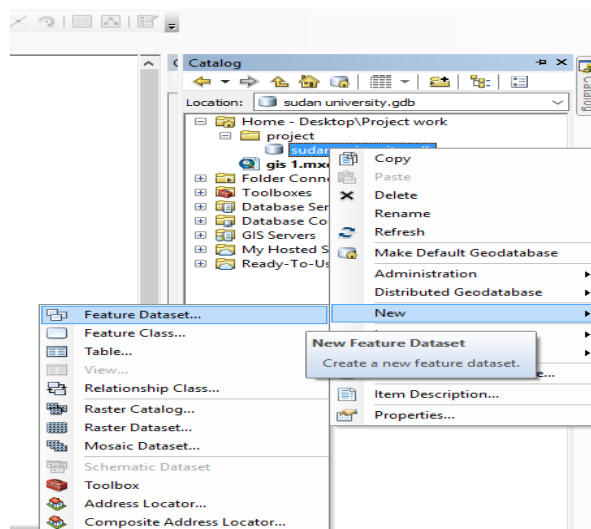 Catalog
Location: sudan university.gdb
Home - Desktop\Project work
project
sudan
gis 1.mxd
Folder Conn
Toolboxes
Database Ser
Database Co
GIS Servers
My Hosted S
Ready-To-Us
Copy
Paste
Delete
Rename
Refresh
Make Default Geodatabase
Administration
Distributed Geodatabase
New
Item Description...
Properties...
Feature Dataset...
Feature Class...
Table...
View...
Relationship Class...
Raster Catalog...
Raster Dataset...
Mosaic Dataset...
Schematic Dataset
Toolbox
Address Locator...
Composite Address Locator...
New Feature Dataset
Create a new feature dataset.